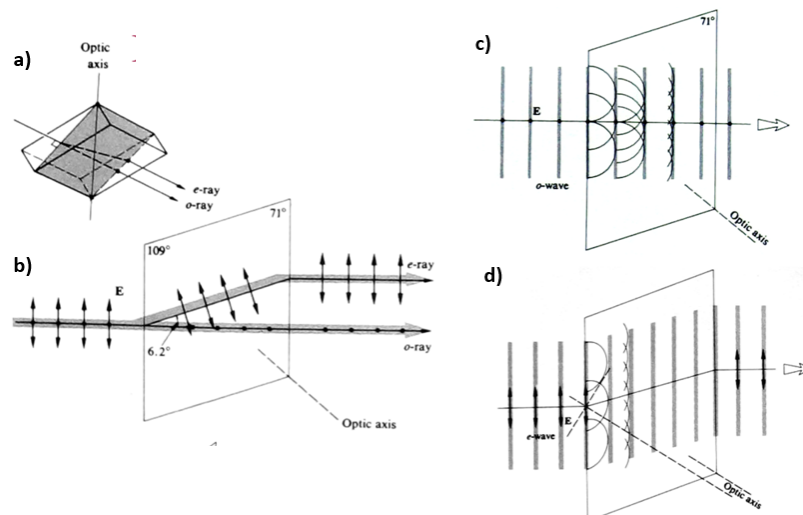 a)
Optic
axis
e-ray
o-ray
b)
109°
71°
E
e-ray
6.2°
o-ray
Optic axis
c)
71°
E
o-wave
Optic axis
d)
E
e-wave
Optic axis